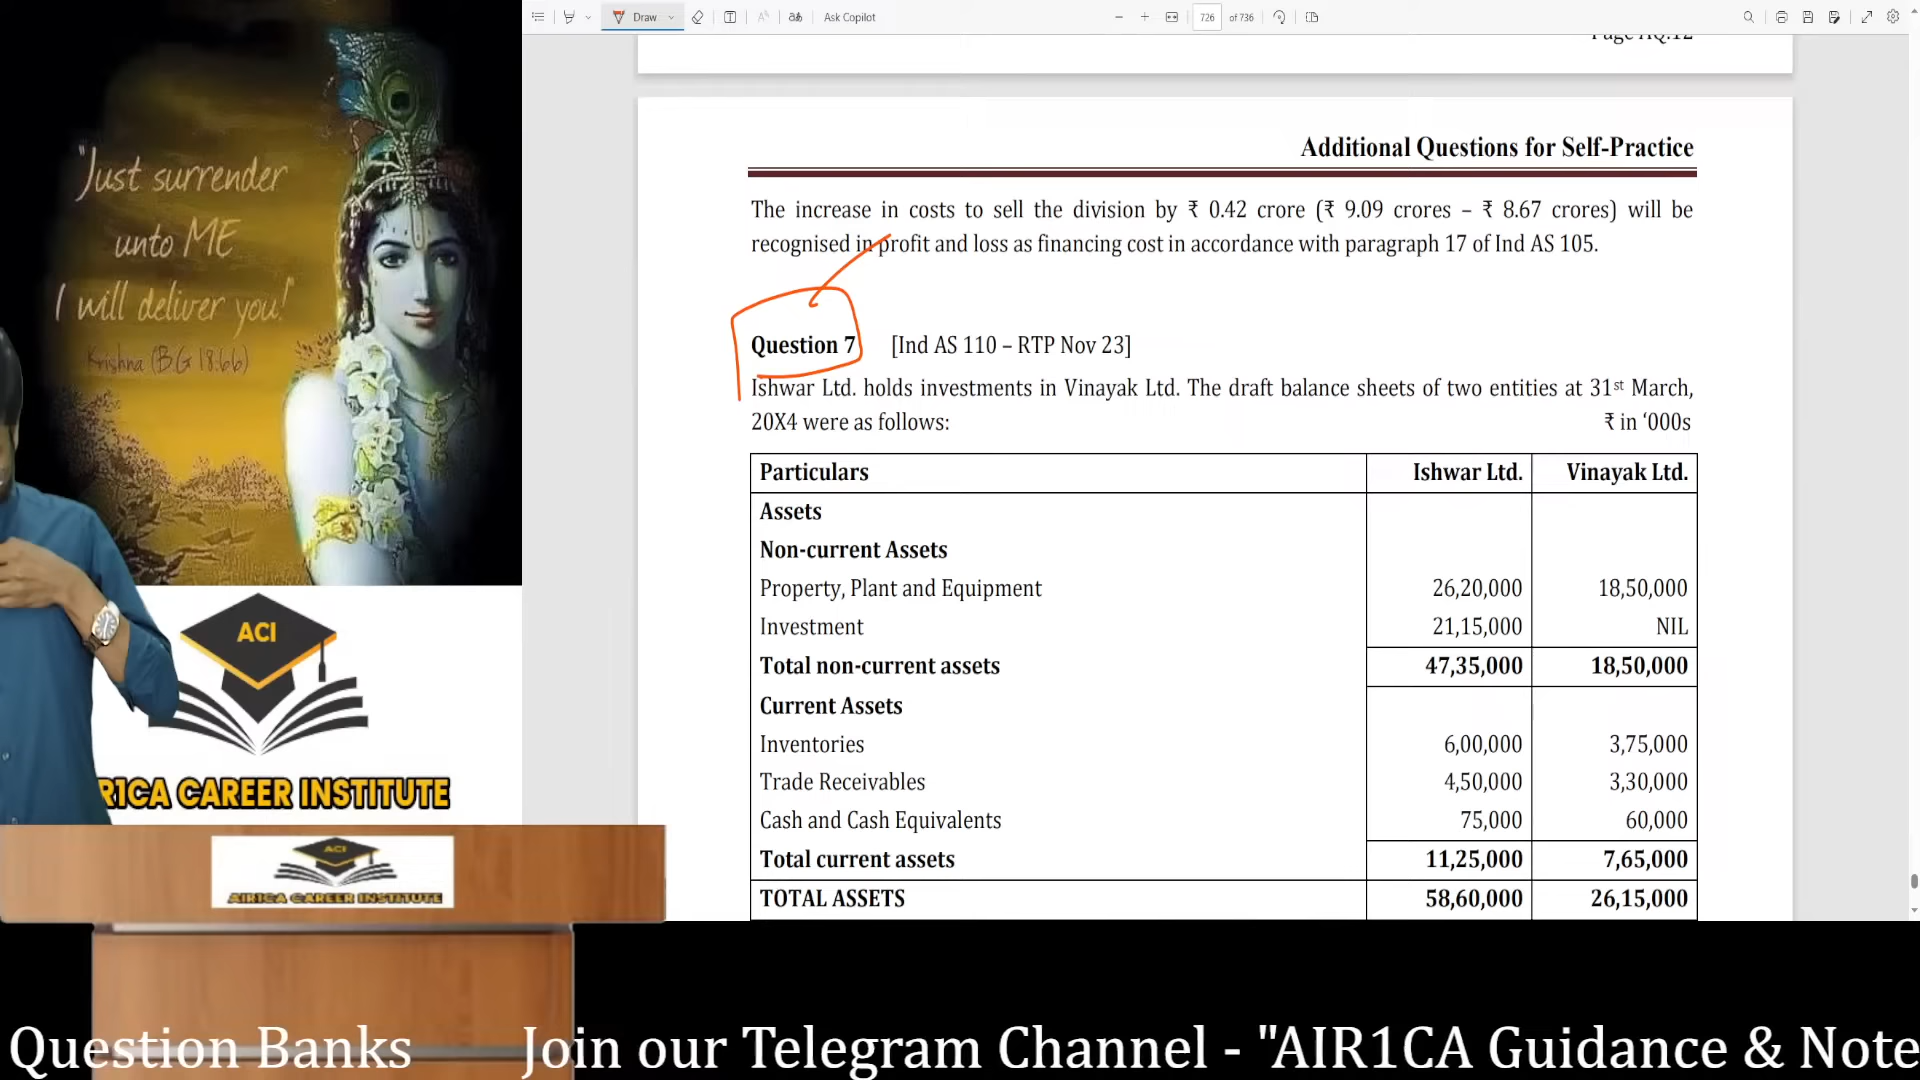 Draw
Ask Copilot
726 of 736
Page AQ.12
"Just surrender
unto ME
I will deliver you!"
Krishna (B.G 18:66)
Additional Questions for Self-Practice
The increase in costs to sell the division by ₹ 0.42 crore (₹ 9.09 crores – ₹ 8.67 crores) will be
recognised in profit and loss as financing cost in accordance with paragraph 17 of Ind AS 105.
Question 7 [Ind AS 110 – RTP Nov 23]
Ishwar Ltd. holds investments in Vinayak Ltd. The draft balance sheets of two entities at 31st March,
20X4 were as follows: ₹ in ‘000s
Particulars Ishwar Ltd. Vinayak Ltd.
Assets
Non-current Assets
Property, Plant and Equipment 26,20,000 18,50,000
Investment 21,15,000 NIL
Total non-current assets 47,35,000 18,50,000
Current Assets
Inventories 6,00,000 3,75,000
Trade Receivables 4,50,000 3,30,000
Cash and Cash Equivalents 75,000 60,000
Total current assets 11,25,000 7,65,000
TOTAL ASSETS 58,60,000 26,15,000
ACI
R1CA CAREER INSTITUTE
ACI
AIR1CA CAREER INSTITUTE
Question Banks Join our Telegram Channel - "AIR1CA Guidance & Note